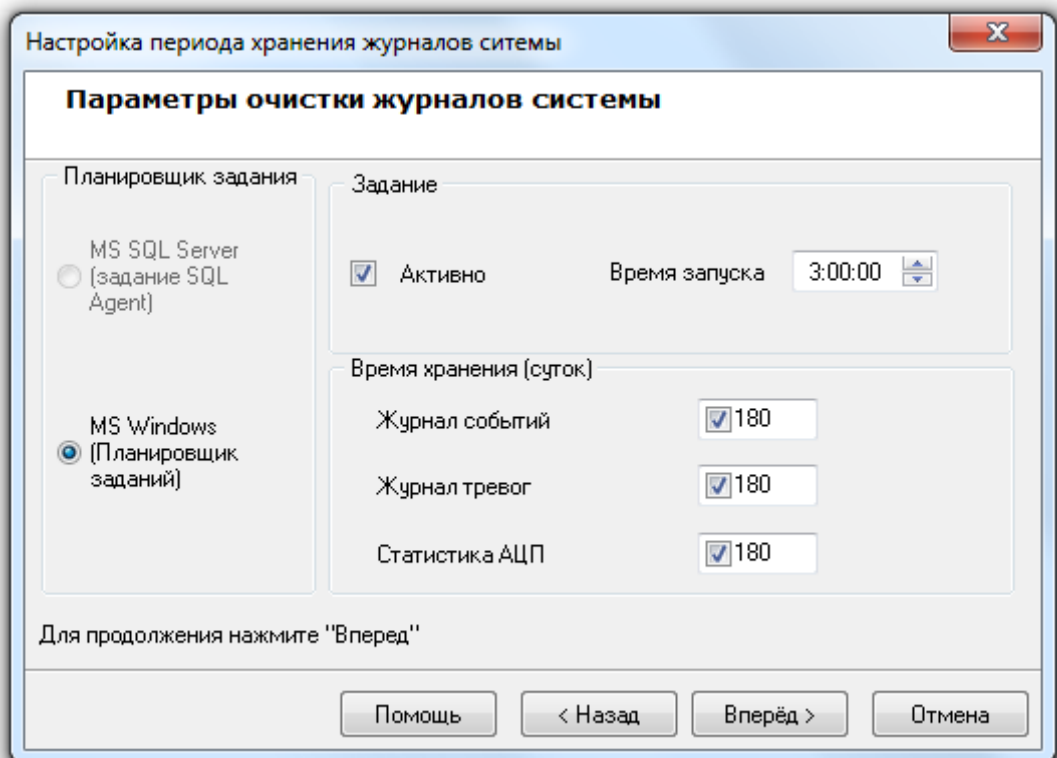 Настройка периода хранения журналов ситемы
Параметры очистки журналов системы
Планировщик задания
MS SQL Server
(задание SQL
Agent)
MS Windows
(Планировщик
заданий)
Задание
Активно
Время запуска
3:00:00
Время хранения (суток)
Журнал событий
180
Журнал тревог
180
Статистика АЦП
180
Для продолжения нажмите "Вперед"
Помощь
< Назад
Вперёд >
Отмена